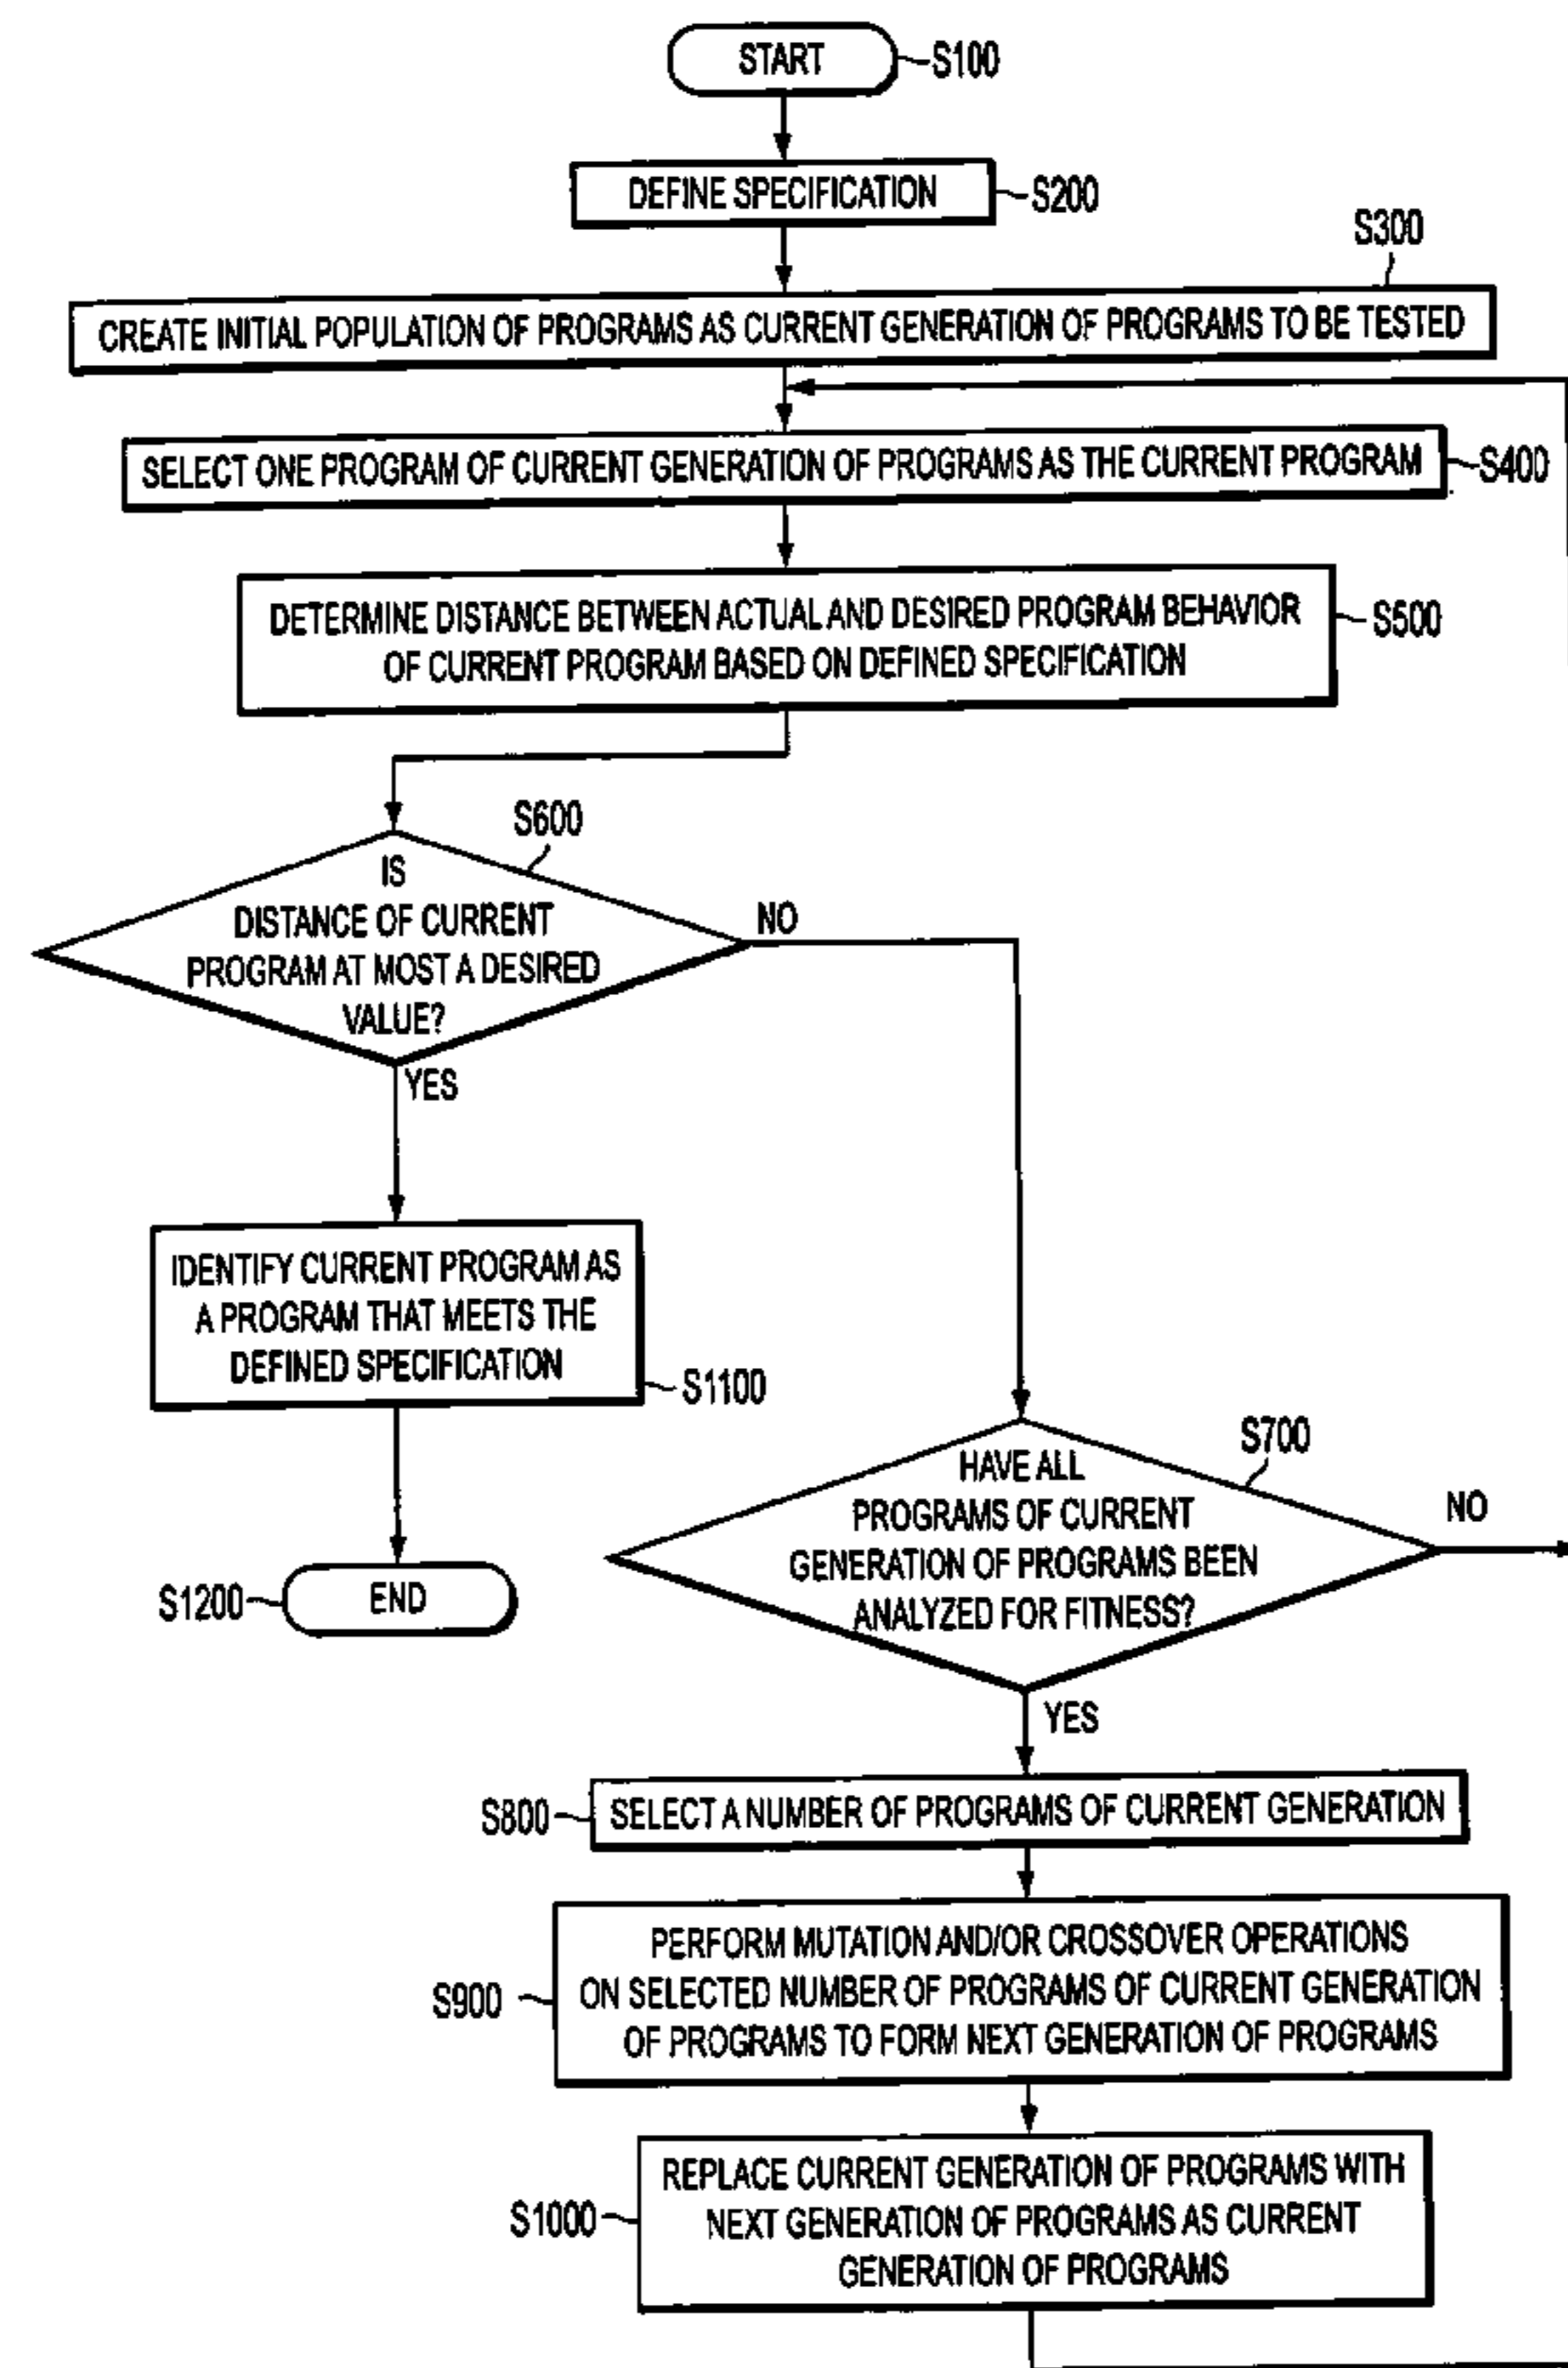 START
S100
DEFINE SPECIFICATION
S200
S300
CREATE INITIAL POPULATION OF PROGRAMS AS CURRENT GENERATION OF PROGRAMS TO BE TESTED
SELECT ONE PROGRAM OF CURRENT GENERATION OF PROGRAMS AS THE CURRENT PROGRAM
S400
DETERMINE DISTANCE BETWEEN ACTUAL AND DESIRED PROGRAM BEHAVIOR
OF CURRENT PROGRAM BASED ON DEFINED SPECIFICATION
S500
S600
IS
DISTANCE OF CURRENT
PROGRAM AT MOST A DESIRED
VALUE?
NO
YES
IDENTIFY CURRENT PROGRAM AS
A PROGRAM THAT MEETS THE
DEFINED SPECIFICATION
S1100
S1200
END
S700
HAVE ALL
PROGRAMS OF CURRENT
GENERATION OF PROGRAMS BEEN
ANALYZED FOR FITNESS?
NO
YES
S800
SELECT A NUMBER OF PROGRAMS OF CURRENT GENERATION
S900
PERFORM MUTATION AND/OR CROSSOVER OPERATIONS
ON SELECTED NUMBER OF PROGRAMS OF CURRENT GENERATION
OF PROGRAMS TO FORM NEXT GENERATION OF PROGRAMS
S1000
REPLACE CURRENT GENERATION OF PROGRAMS WITH
NEXT GENERATION OF PROGRAMS AS CURRENT
GENERATION OF PROGRAMS